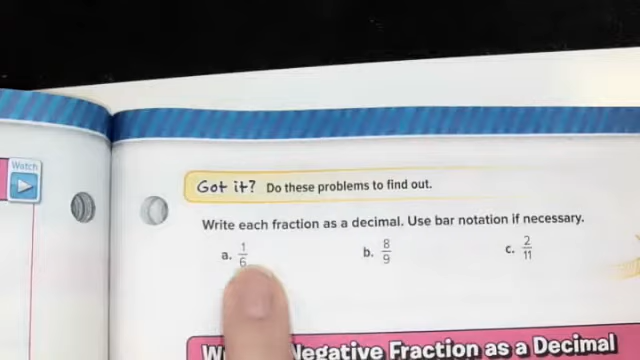 Watch
Got it? Do these problems to find out.
Write each fraction as a decimal. Use bar notation if necessary.
a. 1/6 b. 8/9 c. 2/11
Negative Fraction as a Decimal